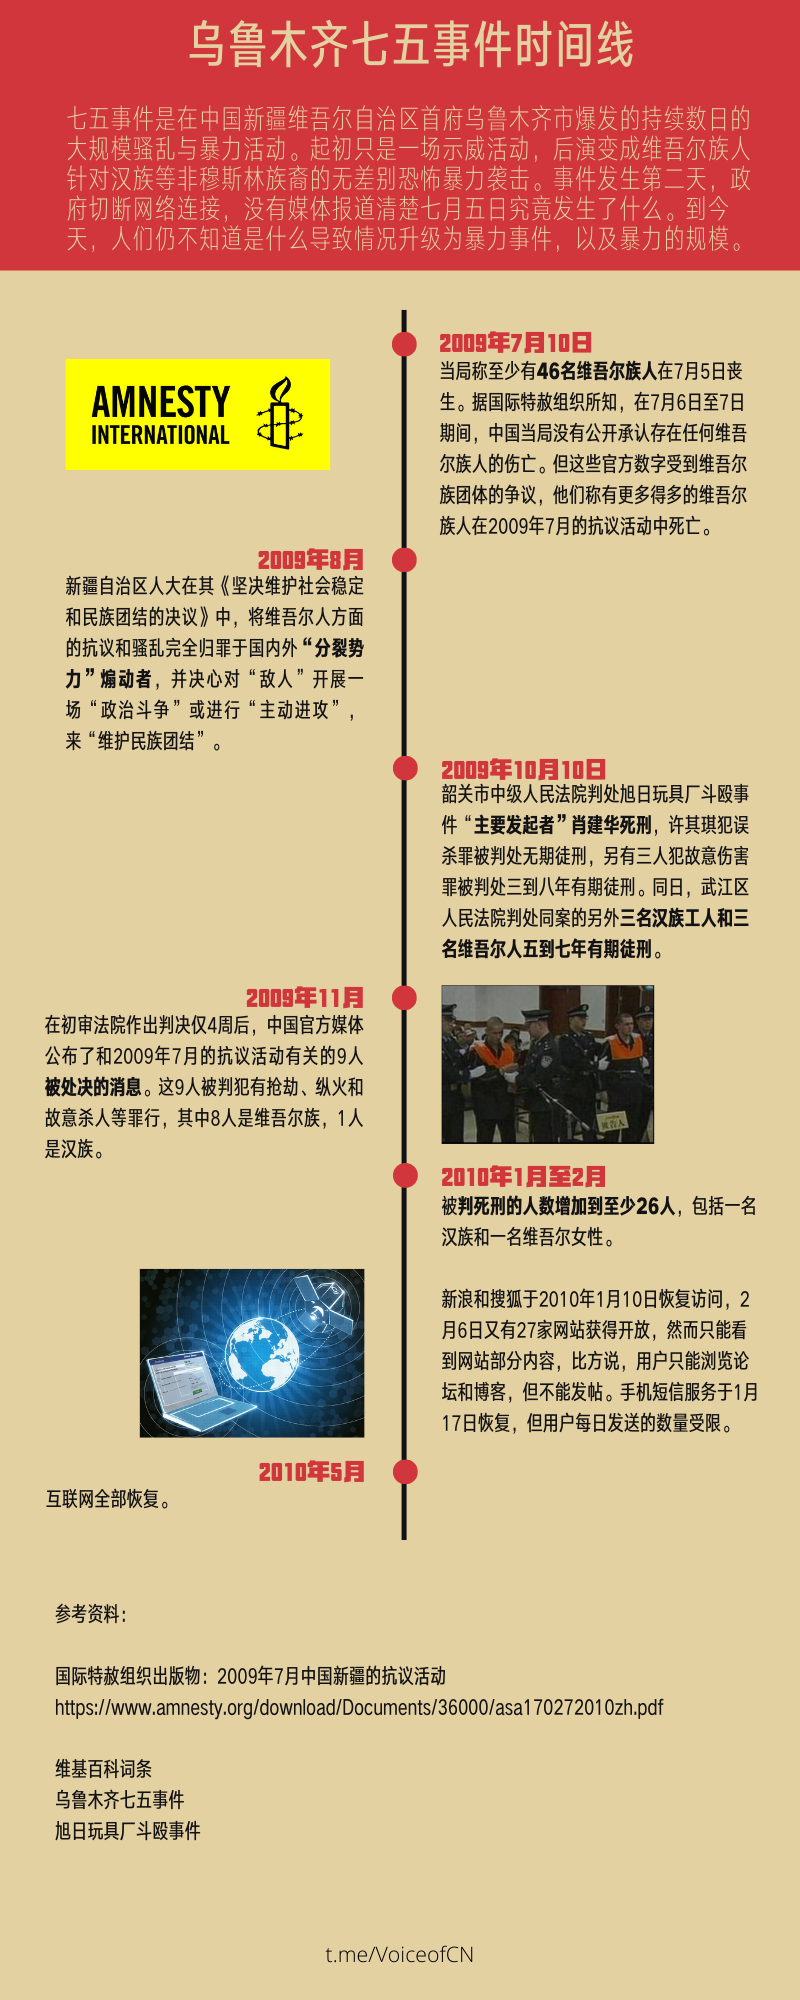 乌鲁木齐七五事件时间线
七五事件是在中国新疆维吾尔自治区首府乌鲁木齐市爆发的持续数日的
大规模骚乱与暴力活动。起初只是一场示威活动，后演变成维吾尔族人
针对汉族等非穆斯林族裔的无差别恐怖暴力袭击。事件发生第二天，政
府切断网络连接，没有媒体报道清楚七月五日究竟发生了什么。到今
天，人们仍不知道是什么导致情况升级为暴力事件，以及暴力的规模。
AMNESTY
INTERNATIONAL
2009年7月10日
当局称至少有46名维吾尔族人在7月5日丧
生。据国际特赦组织所知，在7月6日至7日
期间，中国当局没有公开承认存在任何维吾
尔族人的伤亡。但这些官方数字受到维吾尔
族团体的争议，他们称有更多得多的维吾尔
族人在2009年7月的抗议活动中死亡。
2009年8月
新疆自治区人大在其《坚决维护社会稳定
和民族团结的决议》中，将维吾尔人方面
的抗议和骚乱完全归罪于国内外“分裂势
力”煽动者，并决心对“敌人”开展一
场“政治斗争”或进行“主动进攻”，
来“维护民族团结”。
2009年10月10日
韶关市中级人民法院判处旭日玩具厂斗殴事
件“主要发起者”肖建华死刑，许其琪犯误
杀罪被判处无期徒刑，另有三人犯故意伤害
罪被判处三到八年有期徒刑。同日，武江区
人民法院判处同案的另外三名汉族工人和三
名维吾尔人五到七年有期徒刑。
2009年11月
在初审法院作出判决仅4周后，中国官方媒体
公布了和2009年7月的抗议活动有关的9人
被处决的消息。这9人被判犯有抢劫、纵火和
故意杀人等罪行，其中8人是维吾尔族，1人
是汉族。
被告人
2010年1月至2月
被判死刑的人数增加到至少26人，包括一名
汉族和一名维吾尔女性。
新浪和搜狐于2010年1月10日恢复访问，2
月6日又有27家网站获得开放，然而只能看
到网站部分内容，比方说，用户只能浏览论
坛和博客，但不能发帖。手机短信服务于1月
17日恢复，但用户每日发送的数量受限。
2010年5月
互联网全部恢复。
参考资料：
国际特赦组织出版物：2009年7月中国新疆的抗议活动
https://www.amnesty.org/download/Documents/36000/asa170272010zh.pdf
维基百科词条
乌鲁木齐七五事件
旭日玩具厂斗殴事件
t.me/VoiceofCN